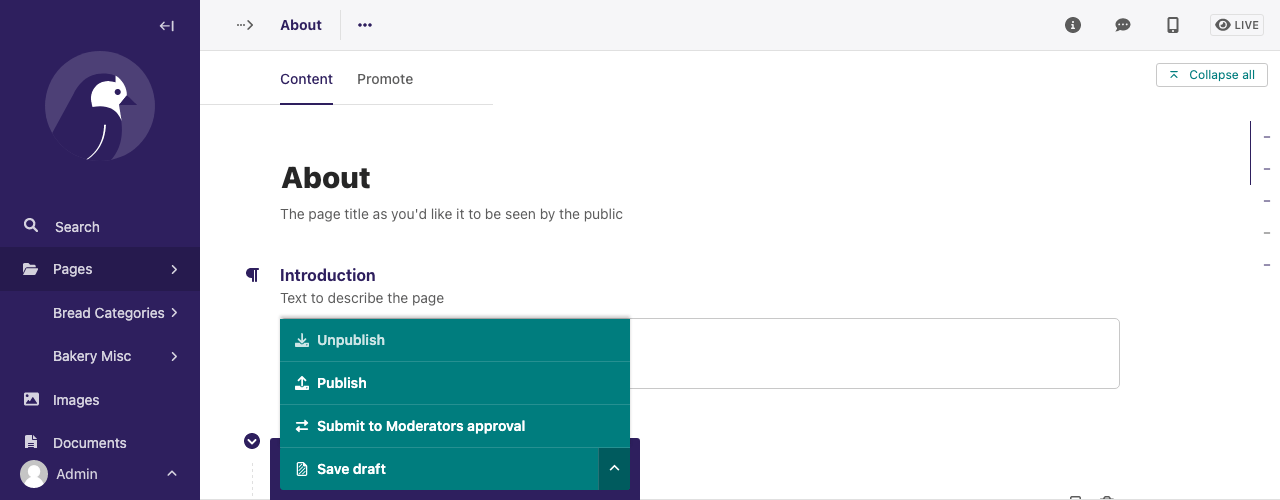 About
LIVE
Content
Promote
Collapse all
Search
Pages
Bread Categories
Bakery Misc
Images
Documents
Admin
About
The page title as you'd like it to be seen by the public
Introduction
Text to describe the page
Unpublish
Publish
Submit to Moderators approval
Save draft